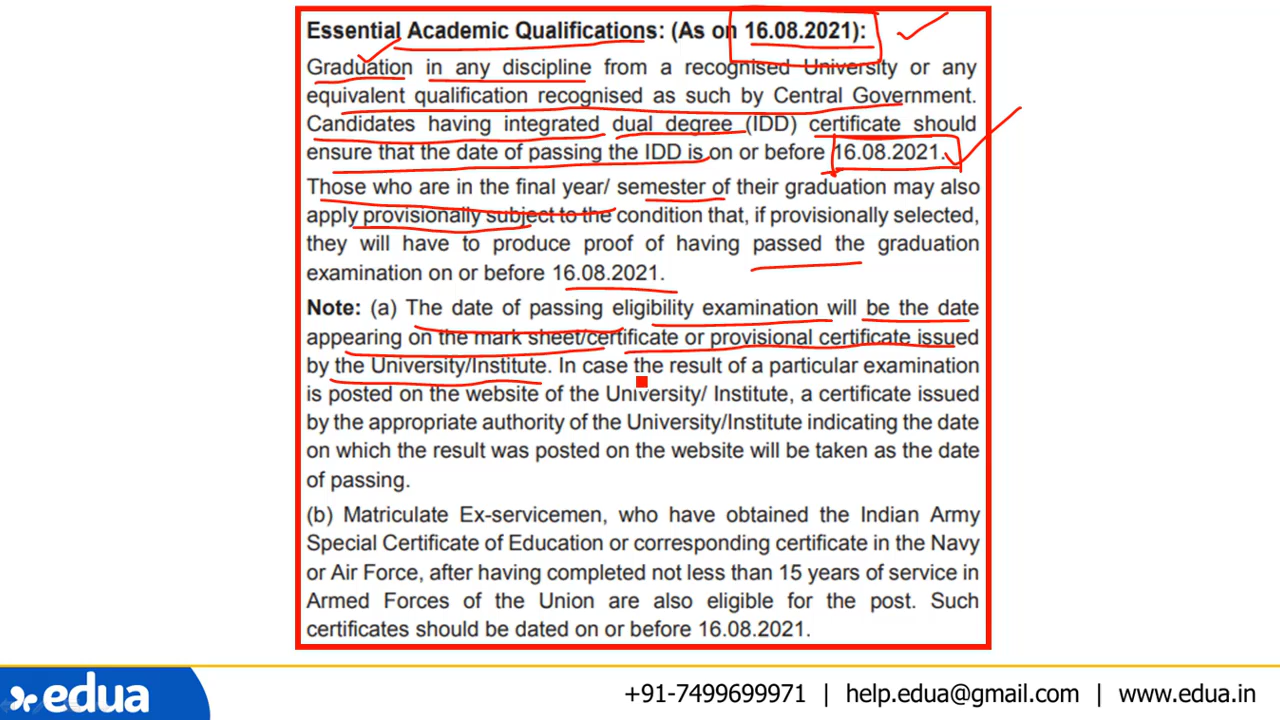 Essential Academic Qualifications: (As on 16.08.2021):
Graduation in any discipline from a recognised University or any
equivalent qualification recognised as such by Central Government.
Candidates having integrated dual degree (IDD) certificate should
ensure that the date of passing the IDD is on or before 16.08.2021.
Those who are in the final year/ semester of their graduation may also
apply provisionally subject to the condition that, if provisionally selected,
they will have to produce proof of having passed the graduation
examination on or before 16.08.2021.
Note: (a) The date of passing eligibility examination will be the date
appearing on the mark sheet/certificate or provisional certificate issued
by the University/Institute. In case the result of a particular examination
is posted on the website of the University/ Institute, a certificate issued
by the appropriate authority of the University/Institute indicating the date
on which the result was posted on the website will be taken as the date
of passing.
(b) Matriculate Ex-servicemen, who have obtained the Indian Army
Special Certificate of Education or corresponding certificate in the Navy
or Air Force, after having completed not less than 15 years of service in
Armed Forces of the Union are also eligible for the post. Such
certificates should be dated on or before 16.08.2021.
edua
+91-7499699971 | help.edua@gmail.com | www.edua.in